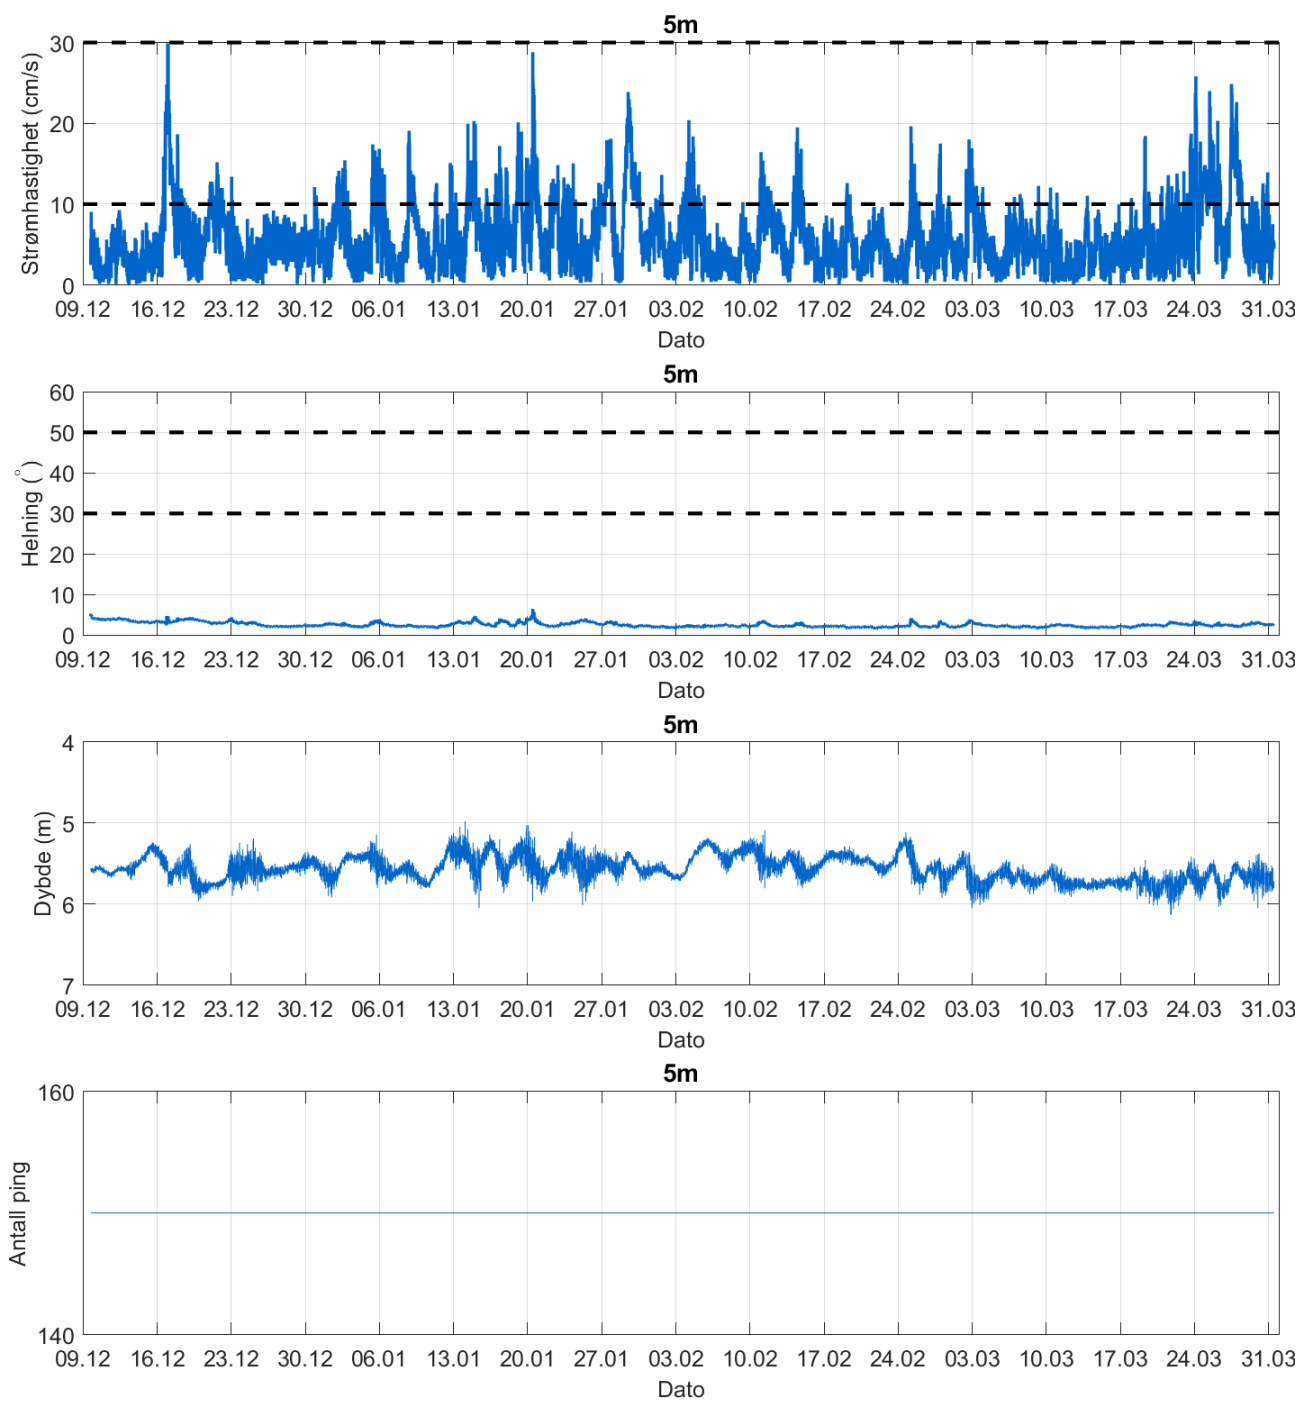 5m
Strømhastighet (cm/s)
30
20
10
0
09.12 16.12 23.12 30.12 06.01 13.01 20.01 27.01 03.02 10.02 17.02 24.02 03.03 10.03 17.03 24.03 31.03
Dato
5m
Helning (°)
60
50
40
30
20
10
0
09.12 16.12 23.12 30.12 06.01 13.01 20.01 27.01 03.02 10.02 17.02 24.02 03.03 10.03 17.03 24.03 31.03
Dato
5m
Dybde (m)
4
5
6
7
09.12 16.12 23.12 30.12 06.01 13.01 20.01 27.01 03.02 10.02 17.02 24.02 03.03 10.03 17.03 24.03 31.03
Dato
5m
Antall ping
160
140
09.12 16.12 23.12 30.12 06.01 13.01 20.01 27.01 03.02 10.02 17.02 24.02 03.03 10.03 17.03 24.03 31.03
Dato